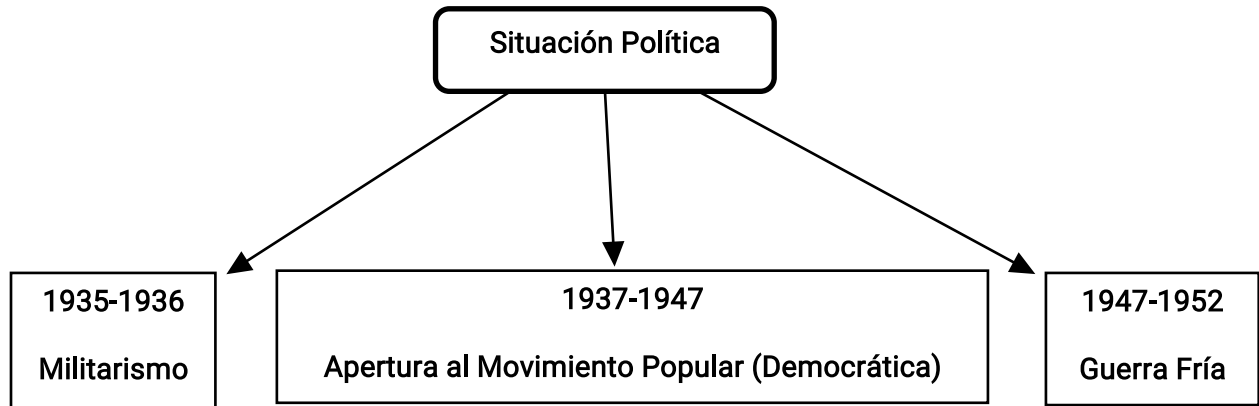 Situación Política
1935-1936
Militarismo
1937-1947
Apertura al Movimiento Popular (Democrática)
1947-1952
Guerra Fría